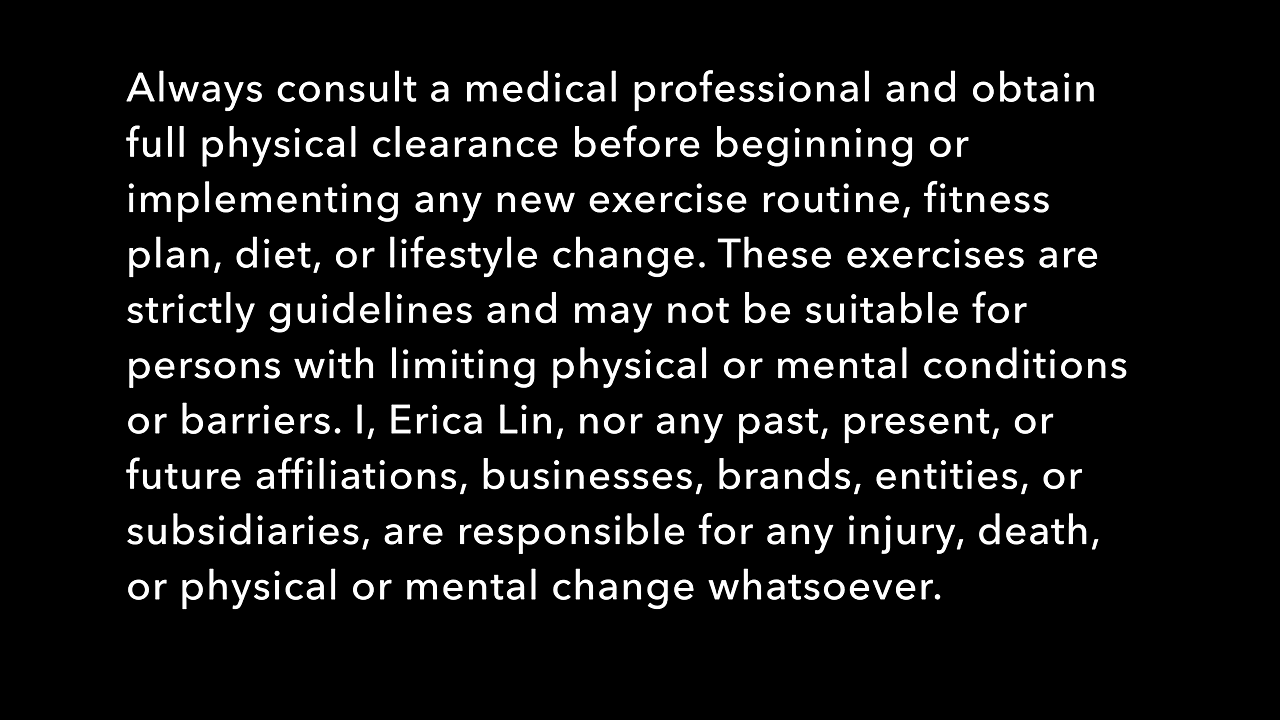 Always consult a medical professional and obtain
full physical clearance before beginning or
implementing any new exercise routine, fitness
plan, diet, or lifestyle change. These exercises are
strictly guidelines and may not be suitable for
persons with limiting physical or mental conditions
or barriers. I, Erica Lin, nor any past, present, or
future affiliations, businesses, brands, entities, or
subsidiaries, are responsible for any injury, death,
or physical or mental change whatsoever.